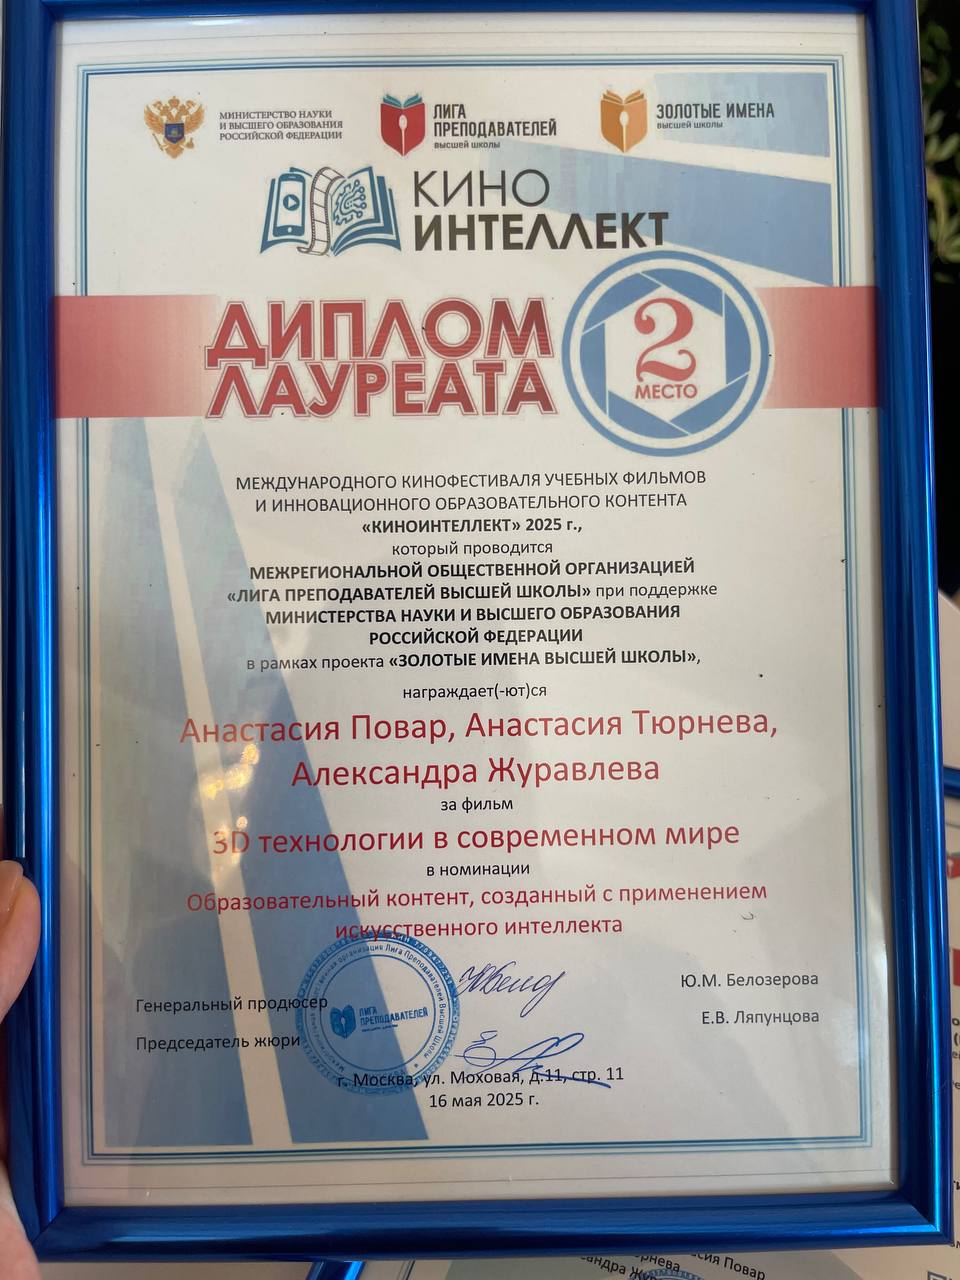 МИНИСТЕРСТВО НАУКИ
И ВЫСШЕГО ОБРАЗОВАНИЯ
РОССИЙСКОЙ ФЕДЕРАЦИИ
ЛИГА
ПРЕПОДАВАТЕЛЕЙ
ВЫСШЕЙ ШКОЛЫ
ЗОЛОТЫЕ ИМЕНА
ВЫСШЕЙ ШКОЛЫ
КИНО
ИНТЕЛЛЕКТ
ДИПЛОМ
ЛАУРЕАТА
2
МЕСТО
МЕЖДУНАРОДНОГО КИНОФЕСТИВАЛЯ УЧЕБНЫХ ФИЛЬМОВ
И ИННОВАЦИОННОГО ОБРАЗОВАТЕЛЬНОГО КОНТЕНТА
«КИНОИНТЕЛЛЕКТ» 2025 г.,
который проводится
МЕЖРЕГИОНАЛЬНОЙ ОБЩЕСТВЕННОЙ ОРГАНИЗАЦИЕЙ
«ЛИГА ПРЕПОДАВАТЕЛЕЙ ВЫСШЕЙ ШКОЛЫ» при поддержке
МИНИСТЕРСТВА НАУКИ И ВЫСШЕГО ОБРАЗОВАНИЯ
РОССИЙСКОЙ ФЕДЕРАЦИИ
в рамках проекта «ЗОЛОТЫЕ ИМЕНА ВЫСШЕЙ ШКОЛЫ»,
награждает(-ют)ся
Анастасия Повар, Анастасия Тюрнева,
Александра Журавлева
за фильм
3D технологии в современном мире
в номинации
Образовательный контент, созданный с применением
искусственного интеллекта
Генеральный продюсер
Ю.М. Белозерова
Председатель жюри
Е.В. Ляпунцова
ЛИГА
ПРЕПОДАВАТЕЛЕЙ
г. Москва, ул. Моховая, д.11, стр. 11
16 мая 2025 г.